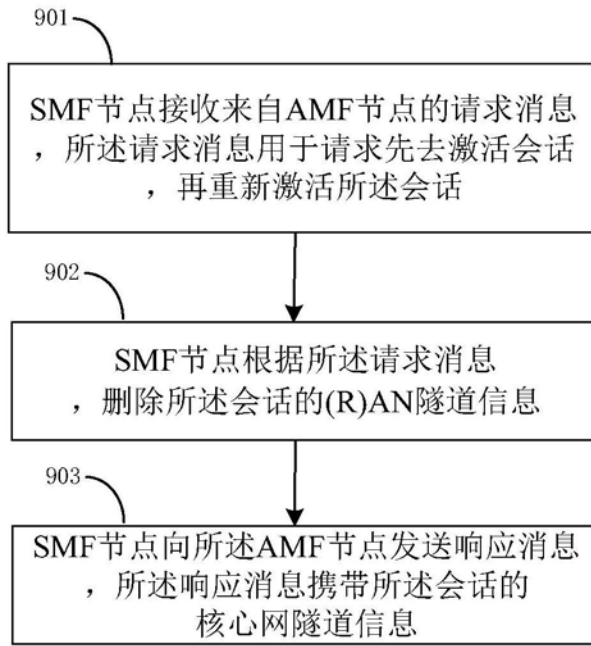 901
SMF节点接收来自AMF节点的请求消息
，所述请求消息用于请求先去激活会话
，再重新激活所述会话
902
SMF节点根据所述请求消息
，删除所述会话的(R)AN隧道信息
903
SMF节点向所述AMF节点发送响应消息
，所述响应消息携带所述会话的
核心网隧道信息